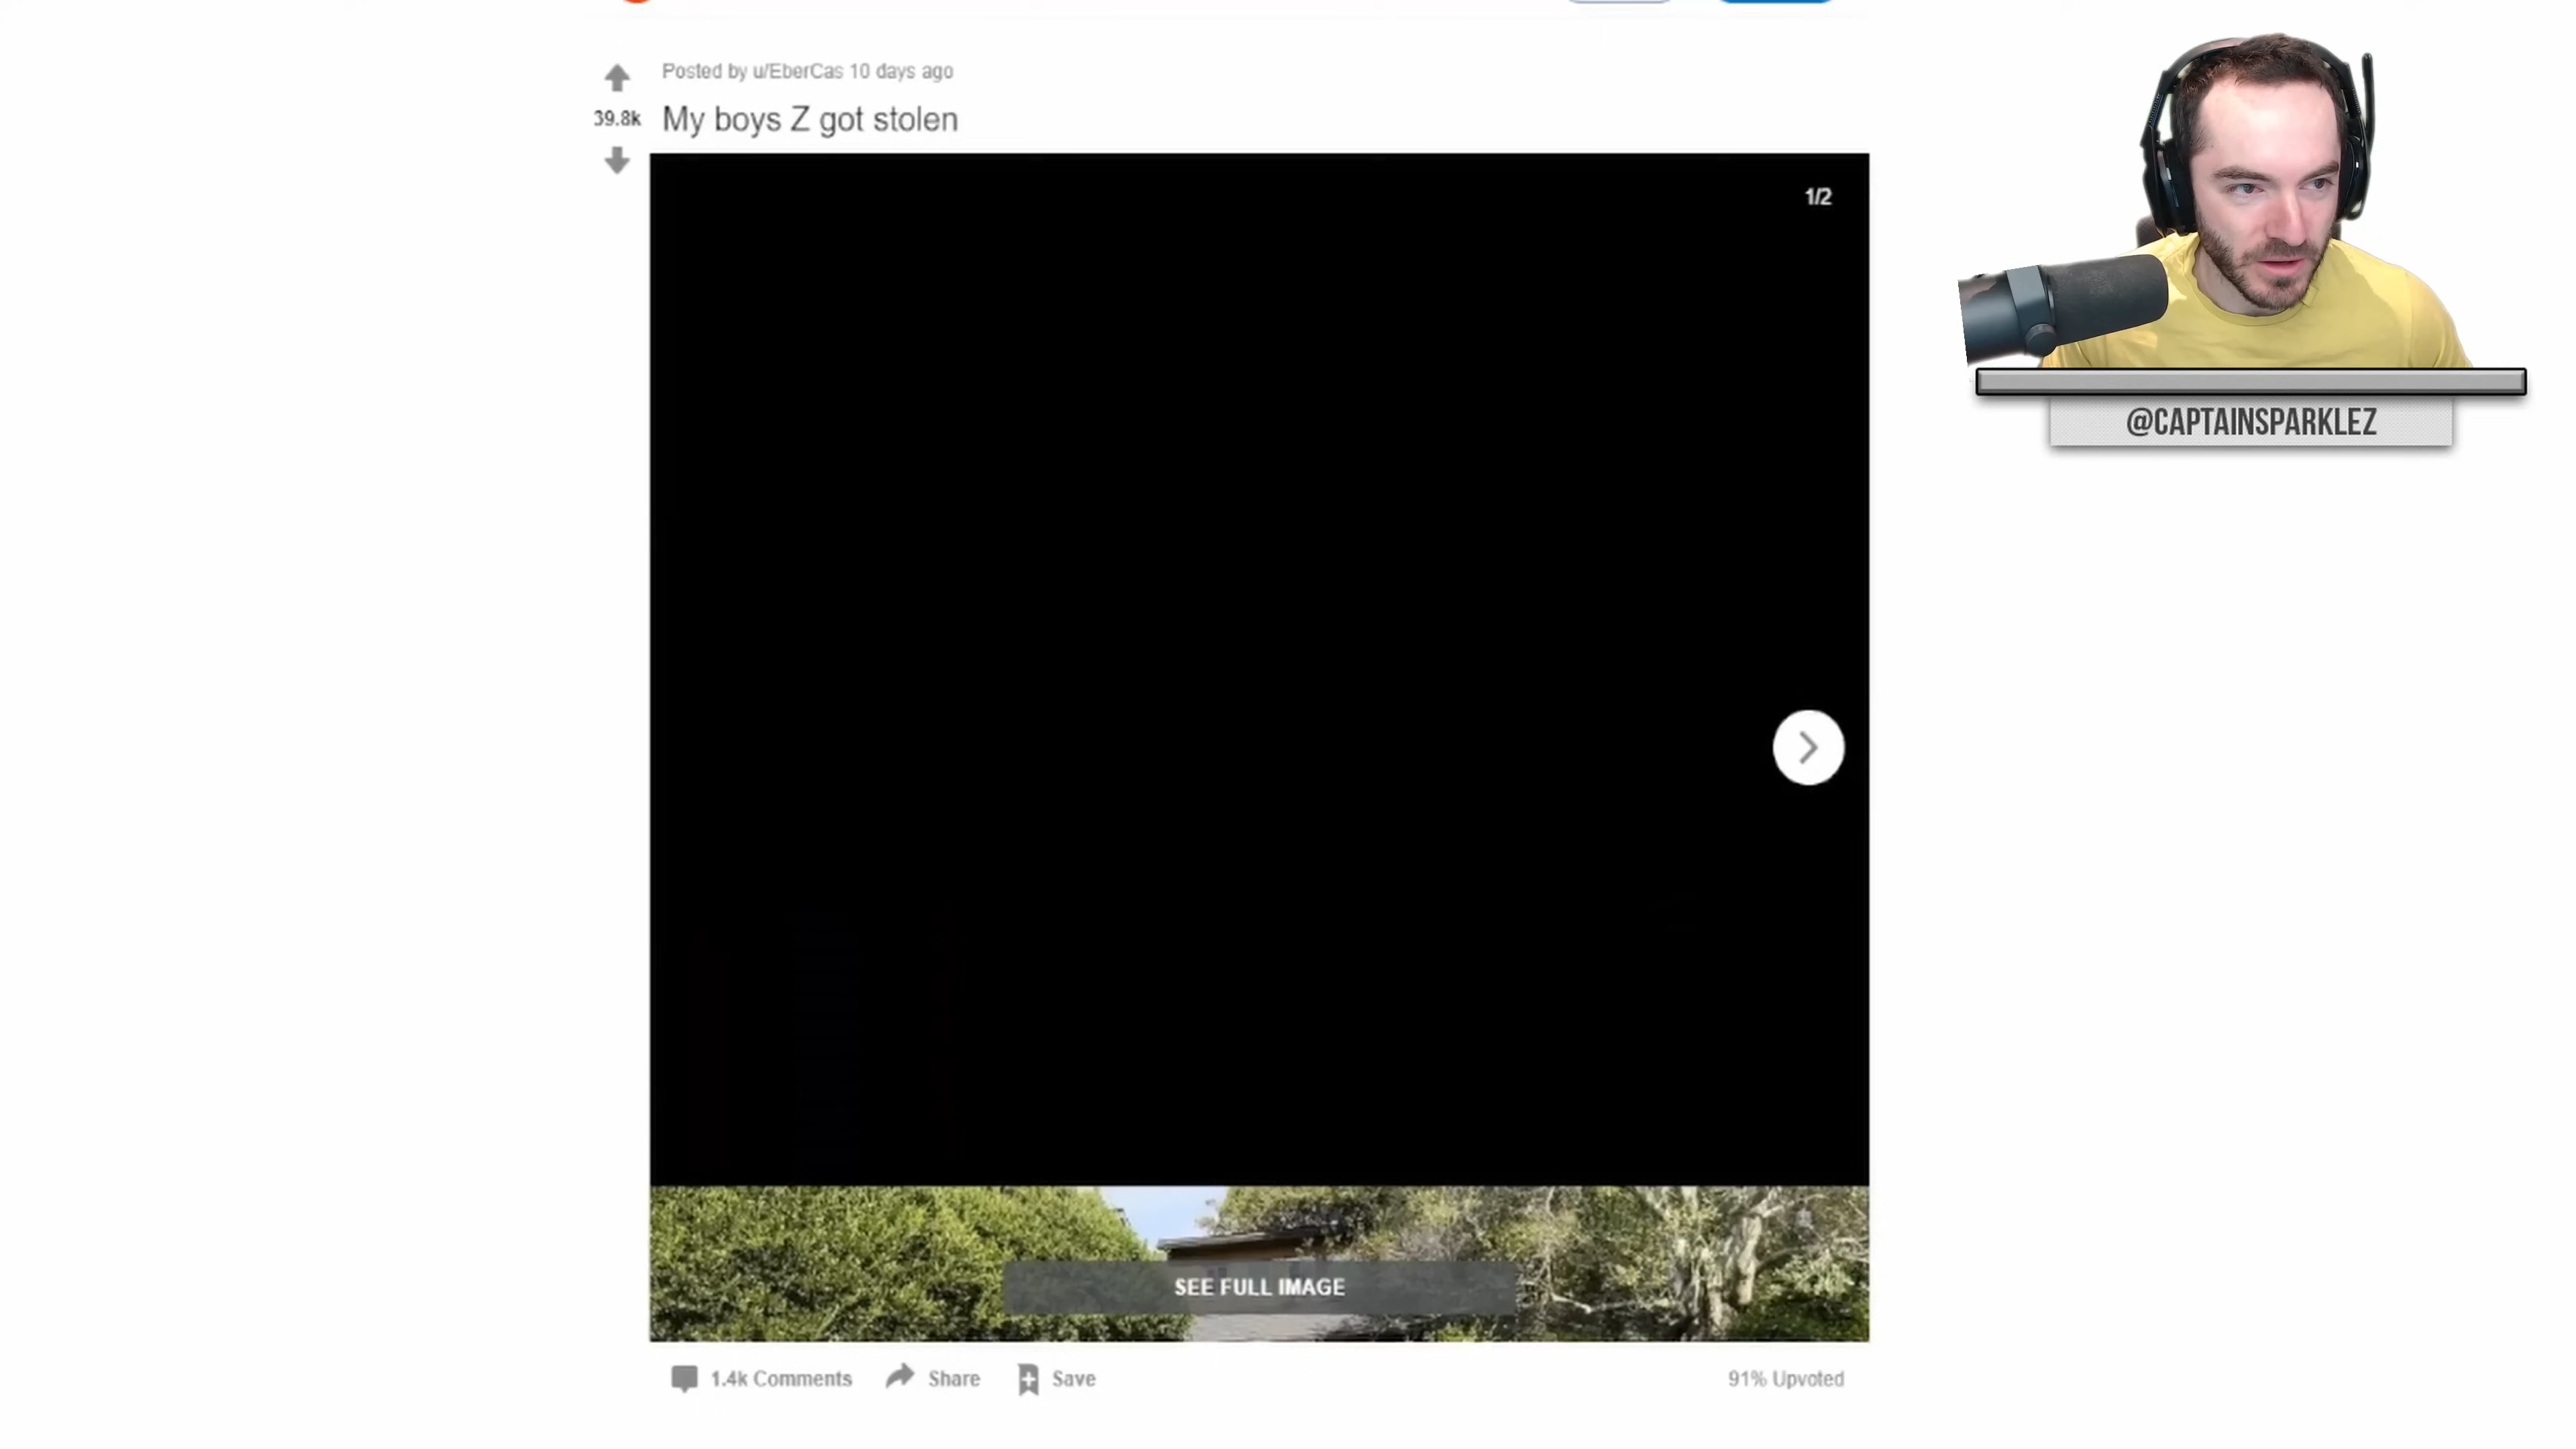 Posted by u/EberCas 10 days ago
39.8k
My boys Z got stolen
1/2
@CAPTAINSPARKLEZ
SEE FULL IMAGE
1.4k Comments
Share
Save
91% Upvoted